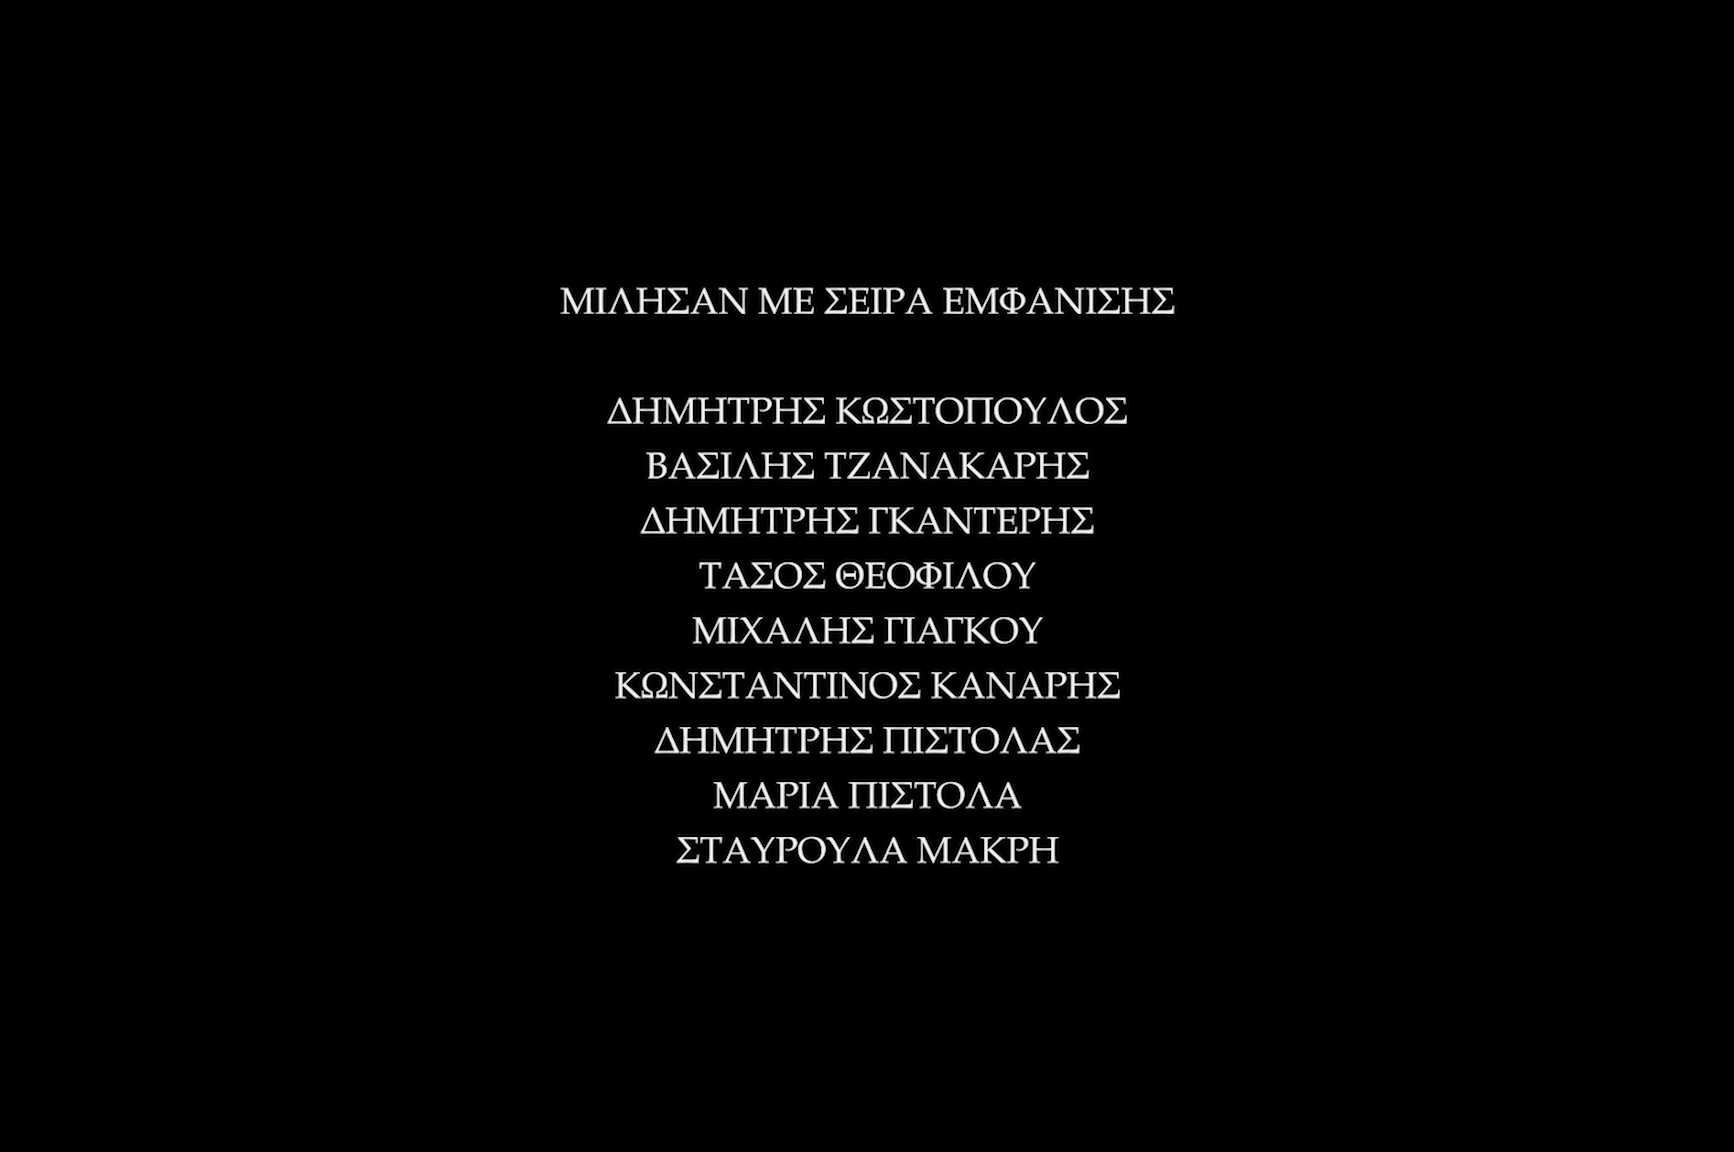 ΜΙΛΗΣΑΝ ΜΕ ΣΕΙΡΑ ΕΜΦΑΝΙΣΗΣ
ΔΗΜΗΤΡΗΣ ΚΩΣΤΟΠΟΥΛΟΣ
ΒΑΣΙΛΗΣ ΤΖΑΝΑΚΑΡΗΣ
ΔΗΜΗΤΡΗΣ ΓΚΑΝΤΕΡΗΣ
ΤΑΣΟΣ ΘΕΟΦΙΛΟΥ
ΜΙΧΑΛΗΣ ΓΙΑΓΚΟΥ
ΚΩΝΣΤΑΝΤΙΝΟΣ ΚΑΝΑΡΗΣ
ΔΗΜΗΤΡΗΣ ΠΙΣΤΟΛΑΣ
ΜΑΡΙΑ ΠΙΣΤΟΛΑ
ΣΤΑΥΡΟΥΛΑ ΜΑΚΡΗ